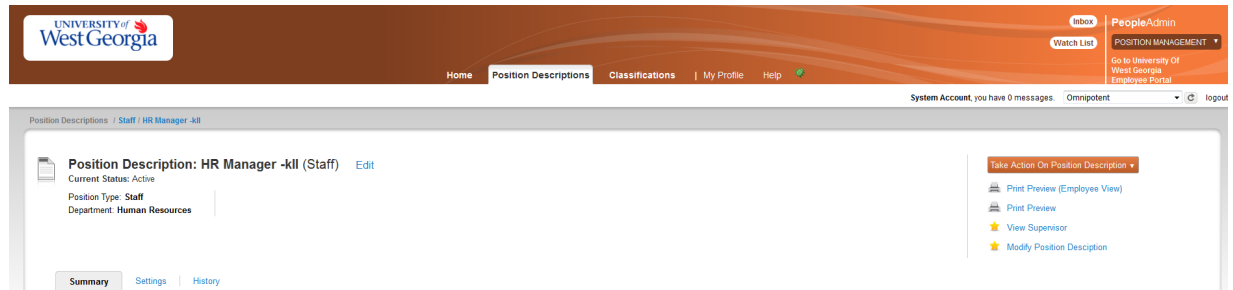 UNIVERSITY of
West Georgia
Inbox
PeopleAdmin
Watch List
POSITION MANAGEMENT
Go to University Of
West Georgia
Employee Portal
Home Position Descriptions Classifications | My Profile Help
System Account, you have 0 messages. Omnipotent logout
Position Descriptions / Staff / HR Manager -kll
Position Description: HR Manager -kll (Staff) Edit
Current Status: Active
Position Type: Staff
Department: Human Resources
Take Action On Position Description
Print Preview (Employee View)
Print Preview
View Supervisor
Modify Position Desciption
Summary Settings History